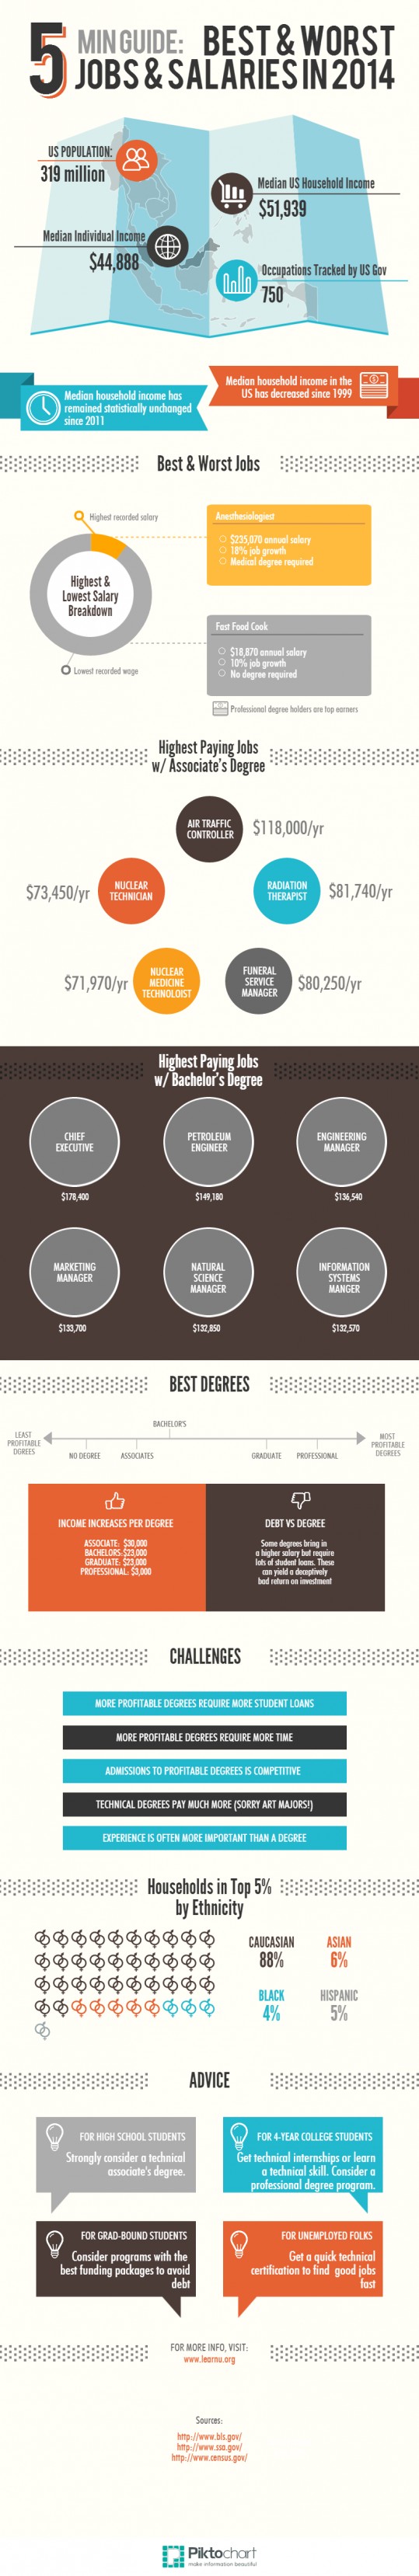 5 MIN GUIDE: BEST & WORST
JOBS & SALARIES IN 2014
US POPULATION:
319 million
Median US Household Income
$51,939
Median Individual Income
$44,888
Occupations Tracked by US Gov
750
Median household income in the
US has decreased since 1999
Median household income has
remained statistically unchanged
since 2011
Best & Worst Jobs
Highest recorded salary
Highest &
Lowest Salary
Breakdown
Lowest recorded wage
Anesthesiologiest
$235,070 annual salary
18% job growth
Medical degree required
Fast Food Cook
$18,870 annual salary
10% job growth
No degree required
Professional degree holders are top earners
Highest Paying Jobs
w/ Associate's Degree
AIR TRAFFIC
CONTROLLER
$118,000/yr
$73,450/yr
NUCLEAR
TECHNICIAN
RADIATION
THERAPIST
$81,740/yr
$71,970/yr
NUCLEAR
MEDICINE
TECHNOLOIST
FUNERAL
SERVICE
MANAGER
$80,250/yr
Highest Paying Jobs
w/ Bachelor's Degree
CHIEF
EXECUTIVE
$178,400
PETROLEUM
ENGINEER
$149,180
ENGINEERING
MANAGER
$136,540
MARKETING
MANAGER
$133,700
NATURAL
SCIENCE
MANAGER
$132,850
INFORMATION
SYSTEMS
MANGER
$132,570
BEST DEGREES
LEAST
PROFITABLE
DGREES
NO DEGREE
ASSOCIATES
BACHELOR'S
GRADUATE
PROFESSIONAL
MOST
PROFITABLE
DEGREES
INCOME INCREASES PER DEGREE
ASSOCIATE: $30,000
BACHELORS:$23,000
GRADUATE: $23,000
PROFESSIONAL: $3,000
DEBT VS DEGREE
Some degrees bring in
a higher salary but require
lots of student loans. These
can yield a deceptively
bad return on investment
CHALLENGES
MORE PROFITABLE DEGREES REQUIRE MORE STUDENT LOANS
MORE PROFITABLE DEGREES REQUIRE MORE TIME
ADMISSIONS TO PROFITABLE DEGREES IS COMPETITIVE
TECHNICAL DEGREES PAY MUCH MORE (SORRY ART MAJORS!)
EXPERIENCE IS OFTEN MORE IMPORTANT THAN A DEGREE
Households in Top 5%
by Ethnicity
CAUCASIAN
88%
ASIAN
6%
BLACK
4%
HISPANIC
5%
ADVICE
FOR HIGH SCHOOL STUDENTS
Strongly consider a technical
associate's degree.
FOR 4-YEAR COLLEGE STUDENTS
Get technical internships or learn
a technical skill. Consider a
professional degree program.
FOR GRAD-BOUND STUDENTS
Consider programs with the
best funding packages to avoid
debt
FOR UNEMPLOYED FOLKS
Get a quick technical
certification to find good jobs
fast
FOR MORE INFO, VISIT:
www.learnu.org
Sources:
http://www.bls.gov/
http://www.ssa.gov/
http://www.census.gov/
Piktochart
make information beautiful